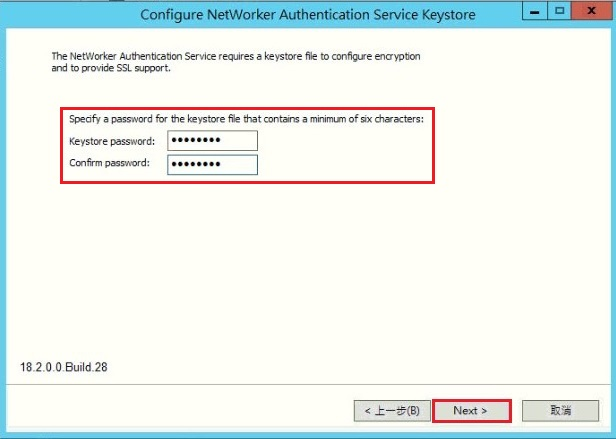 Configure NetWorker Authentication Service Keystore
The NetWorker Authentication Service requires a keystore file to configure encryption
and to provide SSL support.
Specify a password for the keystore file that contains a minimum of six characters:
Keystore password: ••••••••
Confirm password: ••••••••
18.2.0.0.Build.28
< 上一步(B) Next > 取消